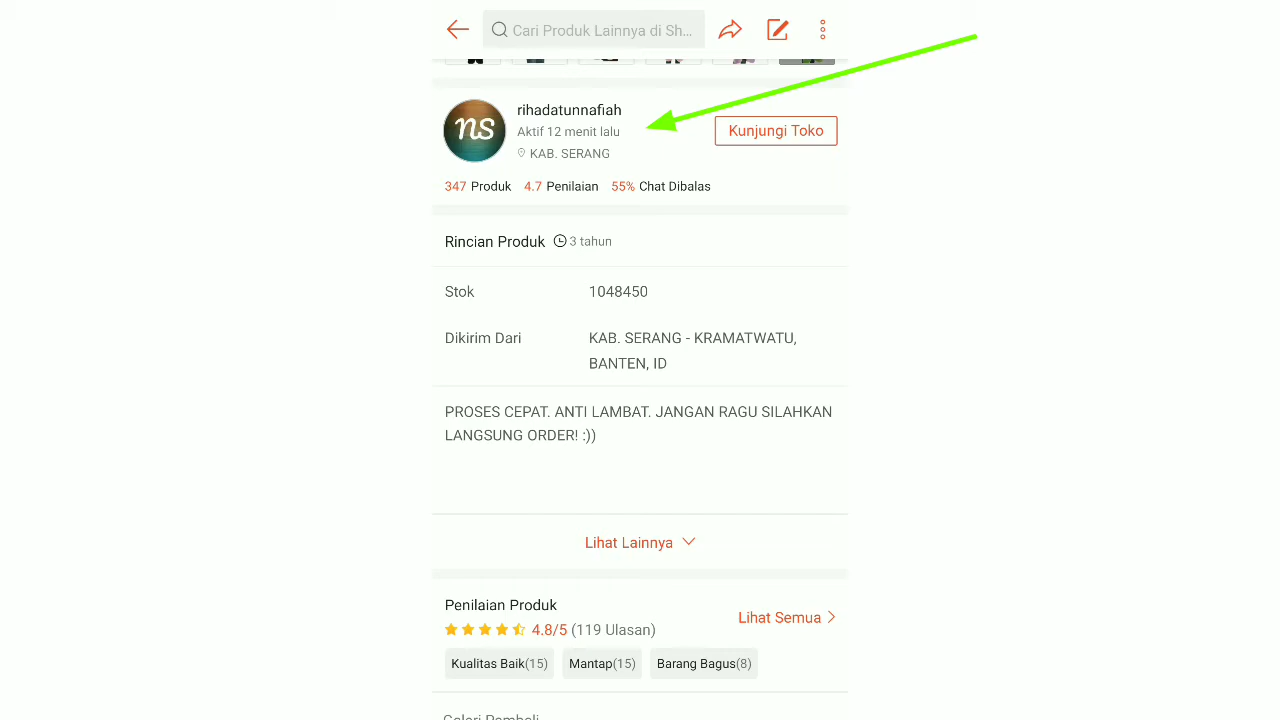 Cari Produk Lainnya di Sh...
ns
rihadatunnafiah
Aktif 12 menit lalu
KAB. SERANG
Kunjungi Toko
347 Produk 4.7 Penilaian 55% Chat Dibalas
Rincian Produk 3 tahun
Stok 1048450
Dikirim Dari KAB. SERANG - KRAMATWATU,
BANTEN, ID
PROSES CEPAT. ANTI LAMBAT. JANGAN RAGU SILAHKAN
LANGSUNG ORDER! :))
Lihat Lainnya
Penilaian Produk
4.8/5 (119 Ulasan)
Lihat Semua
Kualitas Baik(15) Mantap(15) Barang Bagus(8)